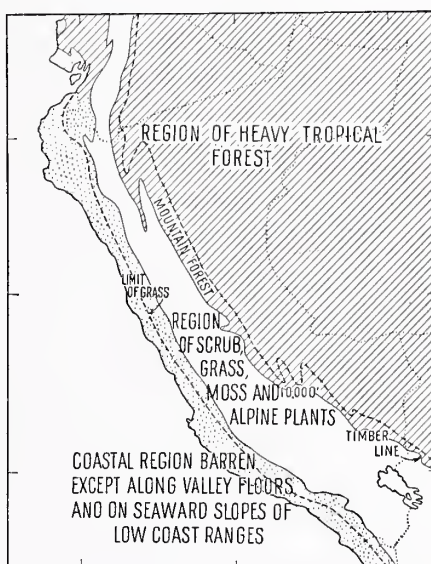 REGION OF HEAVY TROPICAL
FOREST
MOUNTAIN FOREST
LIMIT
OF GRASS
REGION
OF SCRUB,
GRASS,
MOSS AND
10,000
ALPINE PLANTS
TIMBER
LINE
COASTAL REGION BARREN
EXCEPT ALONG VALLEY FLOORS
AND ON SEAWARD SLOPES OF
LOW COAST RANGES